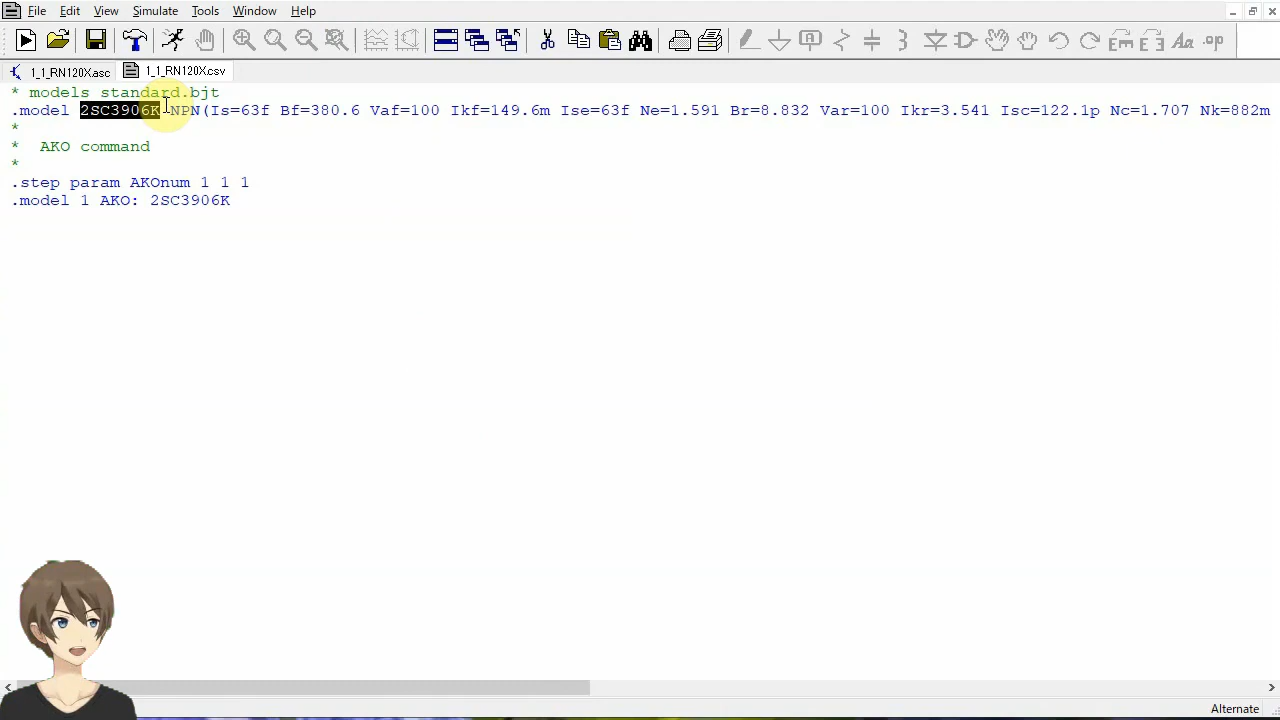 File Edit View Simulate Tools Window Help
.op
1_1_RN120X.asc 1_1_RN120X.csv
* models standard.bjt
.model 2SC3906K NPN(Is=63f Bf=380.6 Vaf=100 Ikf=149.6m Ise=63f Ne=1.591 Br=8.832 Var=100 Ikr=3.541 Isc=122.1p Nc=1.707 Nk=882m
*
* AKO command
*
.step param AKOnum 1 1 1
.model 1 AKO: 2SC3906K
Alternate